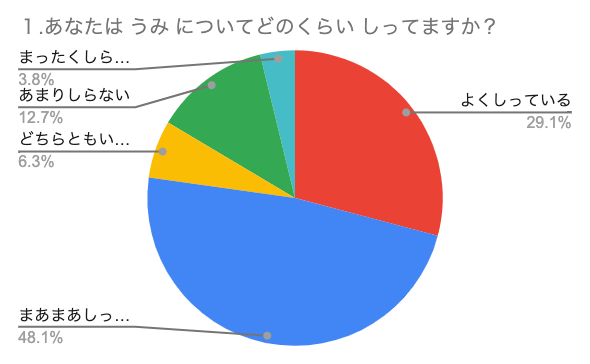 １.あなたは うみ についてどのくらい しってますか？
まったくしら…
3.8%
あまりしらない
12.7%
どちらともい…
6.3%
よくしっている
29.1%
まあまあしっ…
48.1%